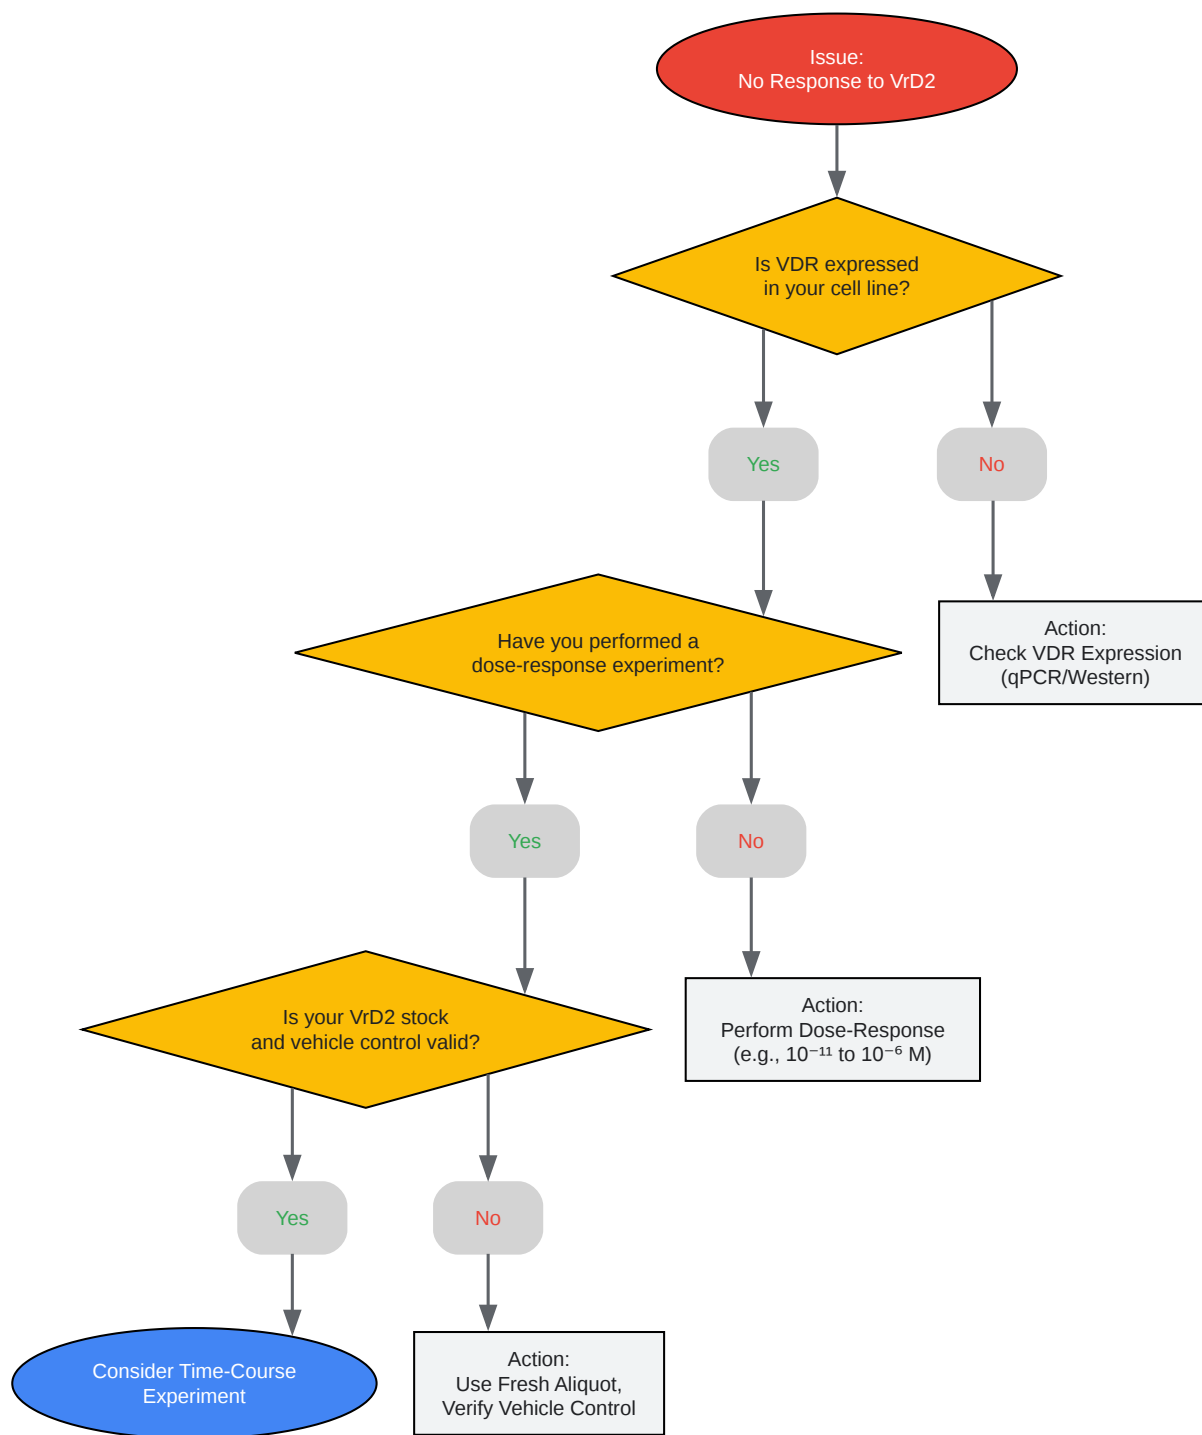 Issue:
No Response to VrD2
Is VDR expressed
in your cell line?
Yes
No
Action:
Check VDR Expression
(qPCR/Western)
Have you performed a
dose-response experiment?
Yes
No
Action:
Perform Dose-Response
(e.g., 10⁻¹¹ to 10⁻⁶ M)
Is your VrD2 stock
and vehicle control valid?
Yes
No
Consider Time-Course
Experiment
Action:
Use Fresh Aliquot,
Verify Vehicle Control